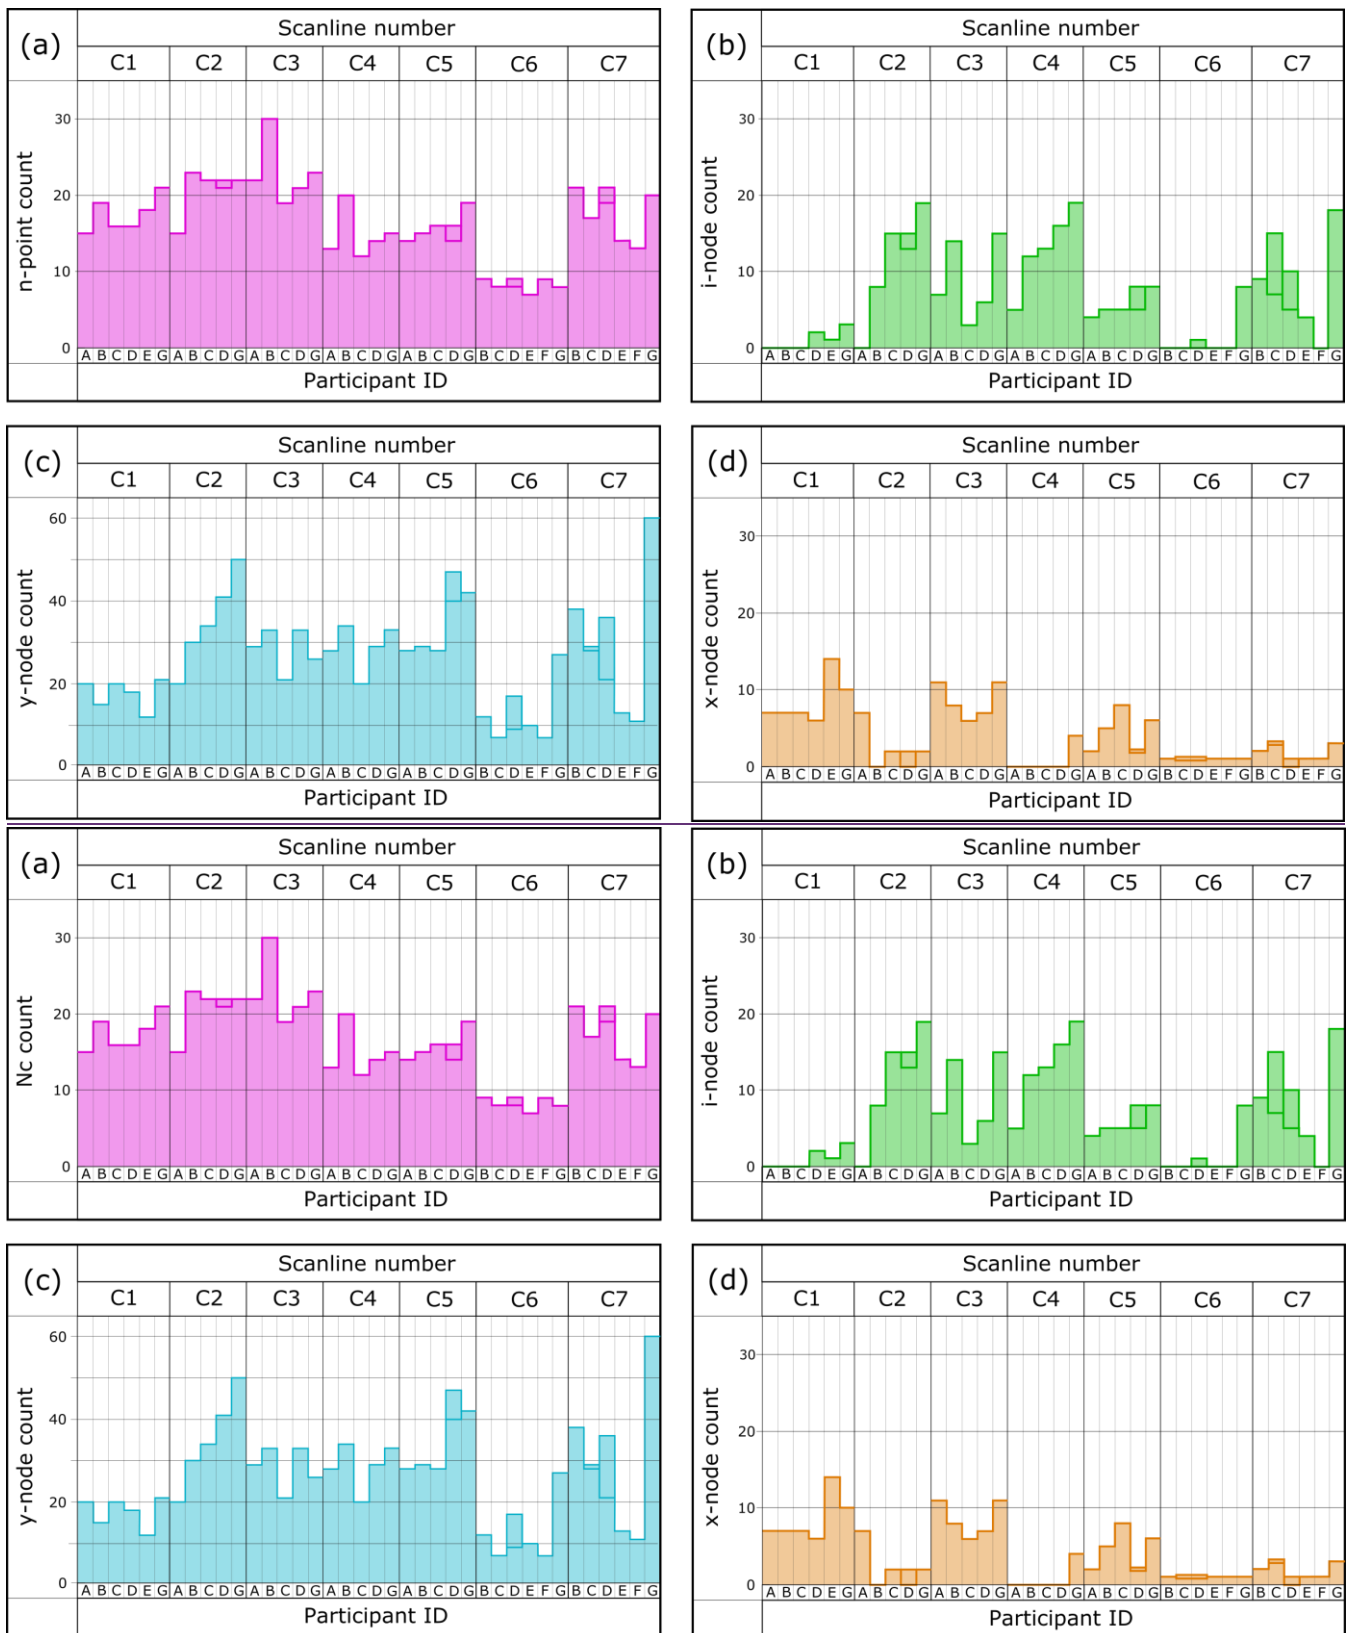 (a)
Scanline number
C1 C2 C3 C4 C5 C6 C7
n-point count
30
20
10
0
A B C D E G A B C D G A B C D G A B C D G A B C D G B C D E F G B C D E F G
Participant ID
(b)
Scanline number
C1 C2 C3 C4 C5 C6 C7
i-node count
30
20
10
0
A B C D E G A B C D G A B C D G A B C D G A B C D G B C D E F G B C D E F G
Participant ID
(c)
Scanline number
C1 C2 C3 C4 C5 C6 C7
y-node count
60
40
20
0
A B C D E G A B C D G A B C D G A B C D G A B C D G B C D E F G B C D E F G
Participant ID
(d)
Scanline number
C1 C2 C3 C4 C5 C6 C7
x-node count
30
20
10
0
A B C D E G A B C D G A B C D G A B C D G A B C D G B C D E F G B C D E F G
Participant ID
(a)
Scanline number
C1 C2 C3 C4 C5 C6 C7
Nc count
30
20
10
0
A B C D E G A B C D G A B C D G A B C D G A B C D G B C D E F G B C D E F G
Participant ID
(b)
Scanline number
C1 C2 C3 C4 C5 C6 C7
i-node count
30
20
10
0
A B C D E G A B C D G A B C D G A B C D G A B C D G B C D E F G B C D E F G
Participant ID
(c)
Scanline number
C1 C2 C3 C4 C5 C6 C7
y-node count
60
40
20
0
A B C D E G A B C D G A B C D G A B C D G A B C D G B C D E F G B C D E F G
Participant ID
(d)
Scanline number
C1 C2 C3 C4 C5 C6 C7
x-node count
30
20
10
0
A B C D E G A B C D G A B C D G A B C D G A B C D G B C D E F G B C D E F G
Participant ID